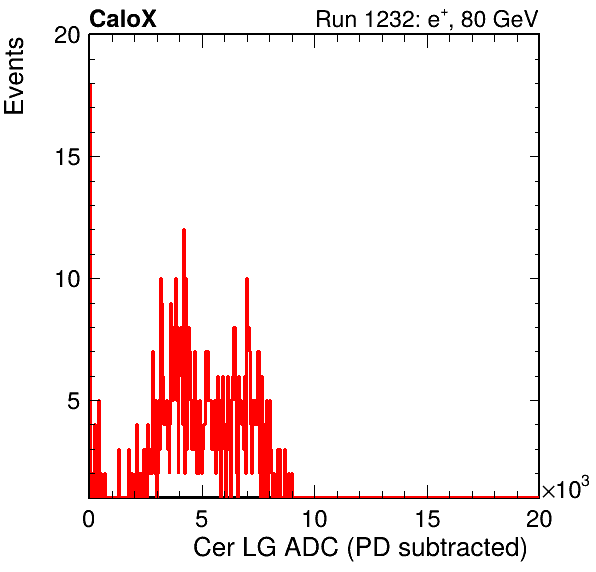 CaloX Run 1232: e⁺, 80 GeV
Events
20
15
10
5
0 5 10 15 20
×10³
Cer LG ADC (PD subtracted)